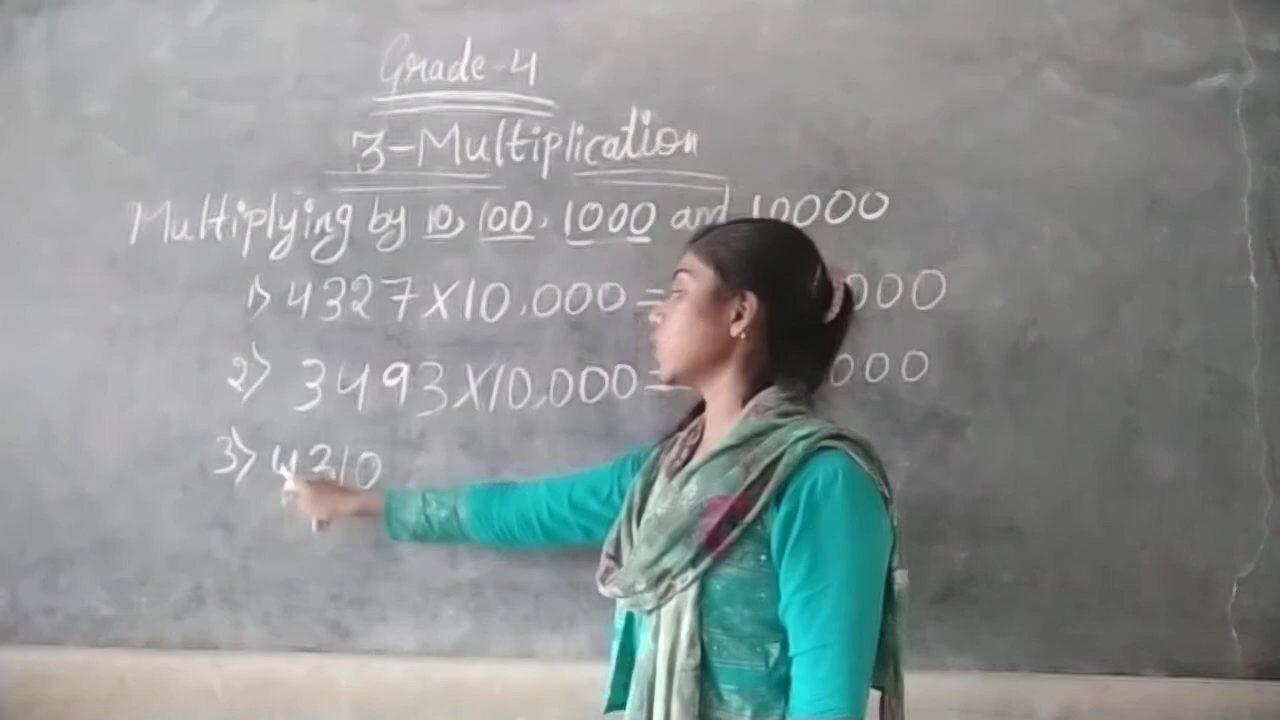 Grade-4
3-Multiplication
Multiplying by 10, 100, 1000 and 10000
1) 4327X10,000= 000
2) 3493X10,000= 000
3) 4310